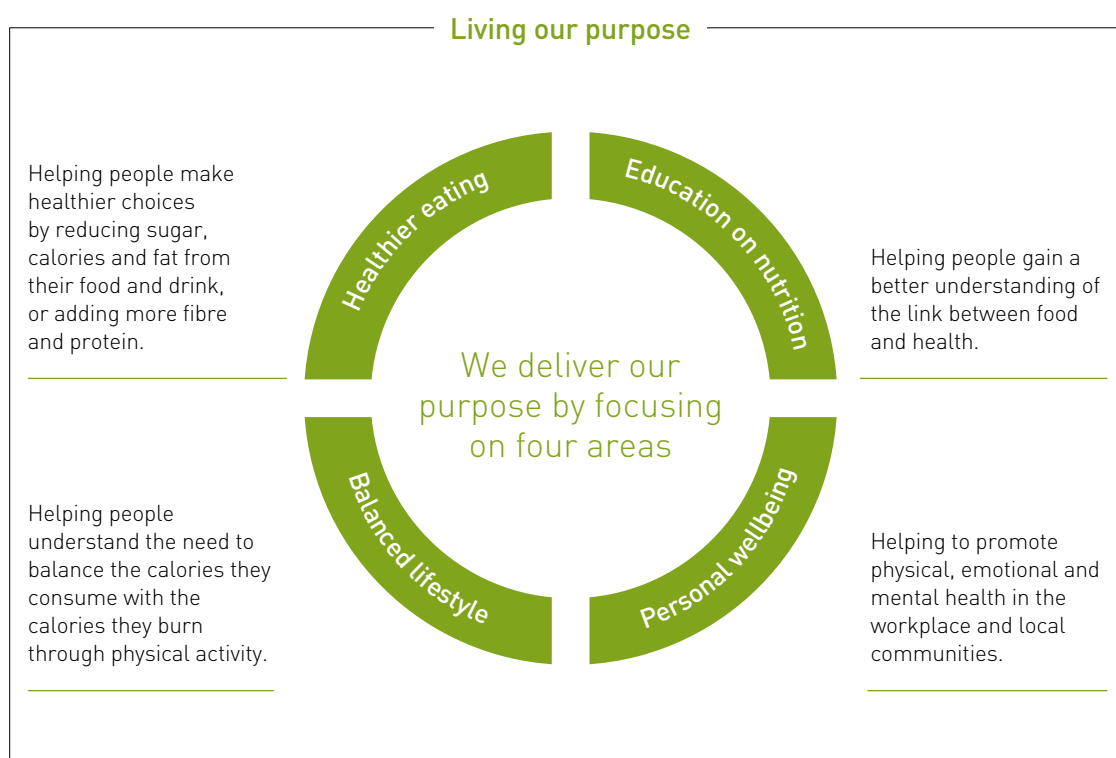 Living our purpose
Healthier eating
Helping people make
healthier choices
by reducing sugar,
calories and fat from
their food and drink,
or adding more fibre
and protein.
Education on nutrition
Helping people gain a
better understanding of
the link between food
and health.
We deliver our
purpose by focusing
on four areas
Balanced lifestyle
Helping people
understand the need to
balance the calories they
consume with the
calories they burn
through physical activity.
Personal wellbeing
Helping to promote
physical, emotional and
mental health in the
workplace and local
communities.